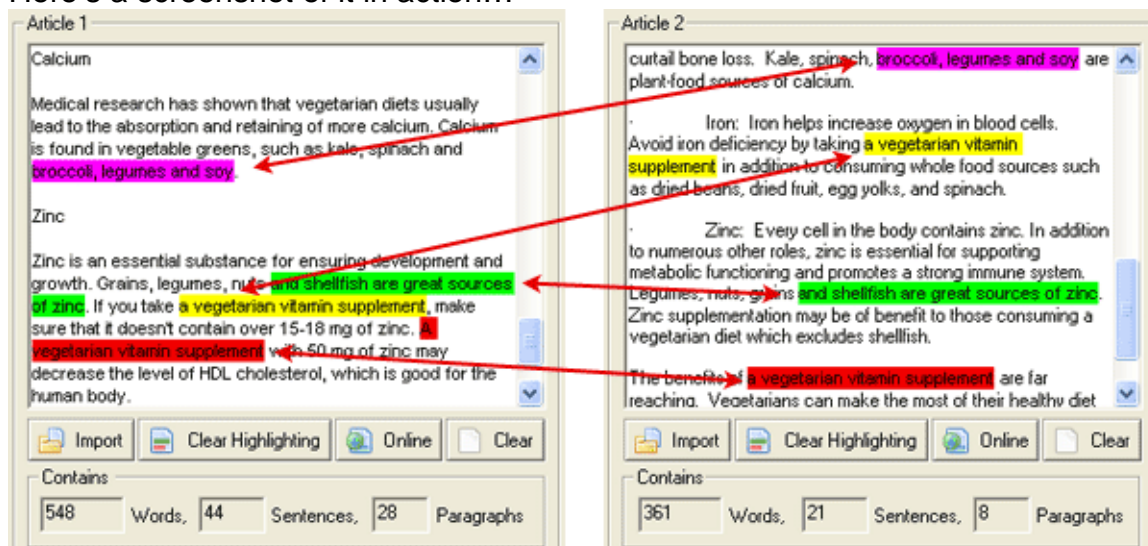 Here's a screenshot of it in action…
Article 1
Calcium
Medical research has shown that vegetarian diets usually
lead to the absorption and retaining of more calcium. Calcium
is found in vegetable greens, such as kale, spinach and
broccoli, legumes and soy.
Zinc
Zinc is an essential substance for ensuring development and
growth. Grains, legumes, nuts and shellfish are great sources
of zinc. If you take a vegetarian vitamin supplement, make
sure that it doesn't contain over 15-18 mg of zinc. A
vegetarian vitamin supplement with 50 mg of zinc may
decrease the level of HDL cholesterol, which is good for the
human body.
Import Clear Highlighting Online Clear
Contains
548 Words, 44 Sentences, 28 Paragraphs
Article 2
curtail bone loss. Kale, spinach, broccoli, legumes and soy are
plant-food sources of calcium.
· Iron: Iron helps increase oxygen in blood cells.
Avoid iron deficiency by taking a vegetarian vitamin
supplement in addition to consuming whole food sources such
as dried beans, dried fruit, egg yolks, and spinach.
· Zinc: Every cell in the body contains zinc. In addition
to numerous other roles, zinc is essential for supporting
metabolic functioning and promotes a strong immune system.
Legumes, nuts, grains and shellfish are great sources of zinc.
Zinc supplementation may be of benefit to those consuming a
vegetarian diet which excludes shellfish.
The benefits of a vegetarian vitamin supplement are far
reaching. Vegetarians can make the most of their healthy diet
Import Clear Highlighting Online Clear
Contains
361 Words, 21 Sentences, 8 Paragraphs